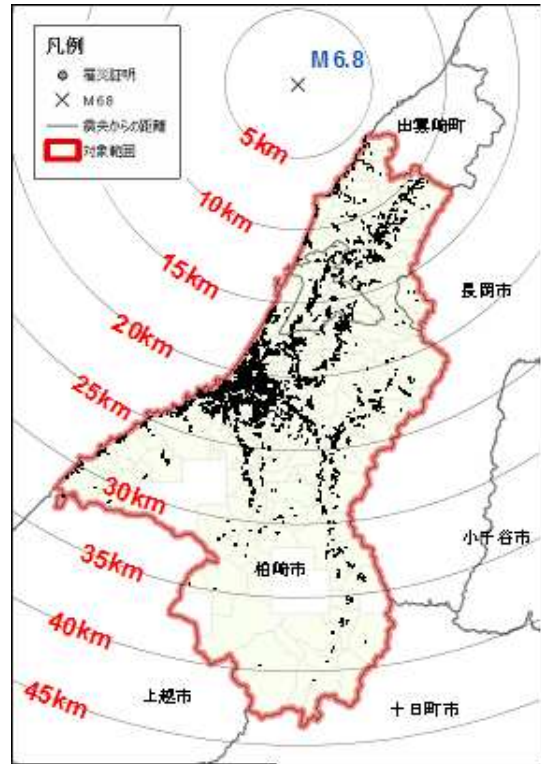 凡例
罹災証明
M6.8
震央からの距離
対象範囲
M6.8
出雲崎町
5km
10km
15km
長岡市
20km
25km
30km
小千谷市
35km
柏崎市
40km
45km
上越市
十日町市